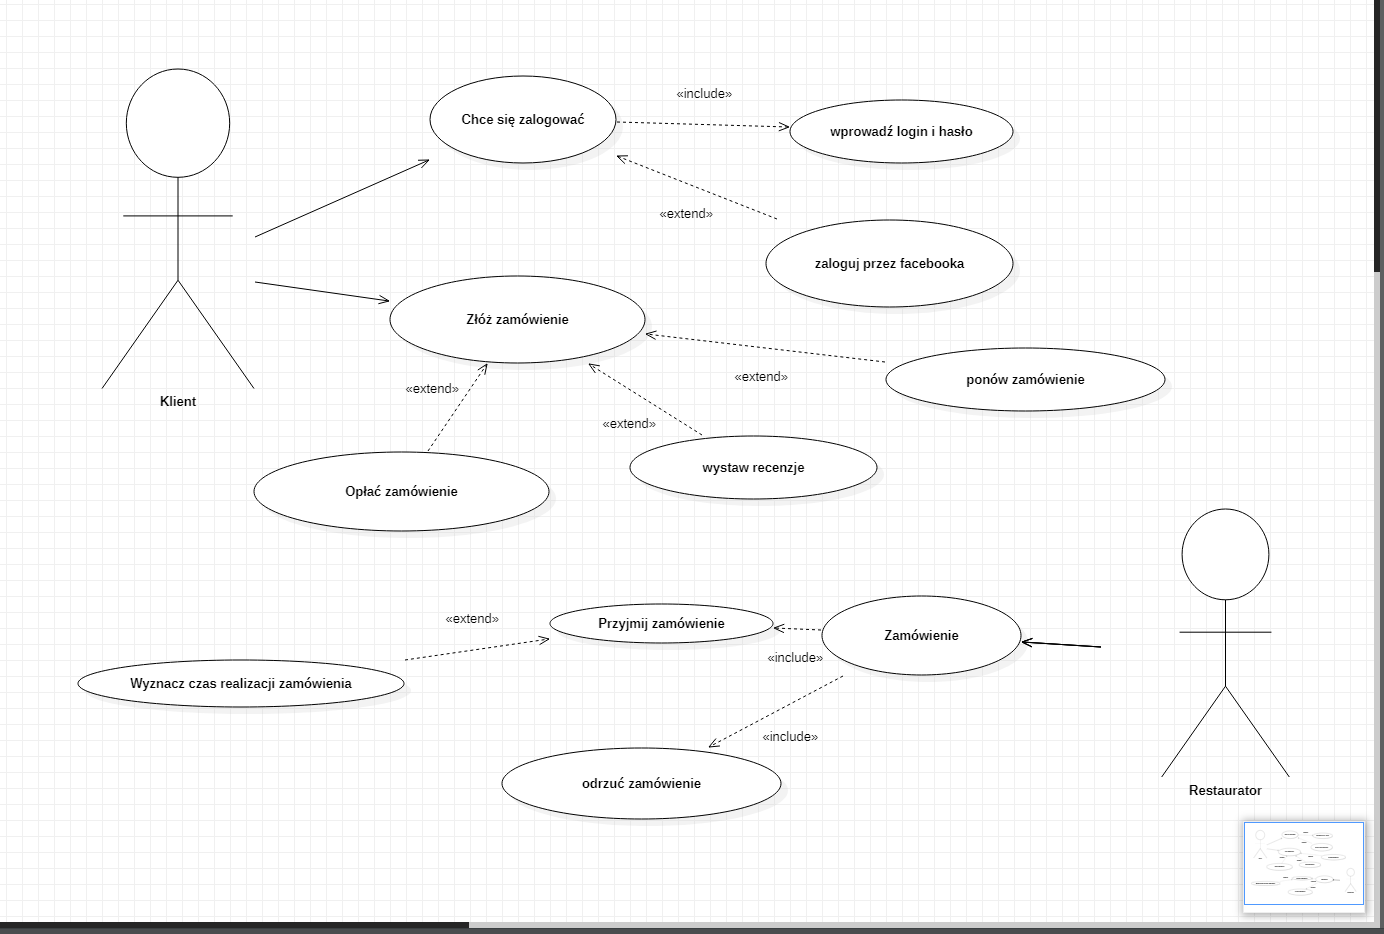 «include»
Chce się zalogować
wprowadź login i hasło
«extend»
zaloguj przez facebooka
Złóż zamówienie
«extend»
ponów zamówienie
«extend»
Klient
«extend»
wystaw recenzje
Opłać zamówienie
«extend»
Przyjmij zamówienie
Zamówienie
«include»
Wyznacz czas realizacji zamówienia
«include»
odrzuć zamówienie
Restaurator